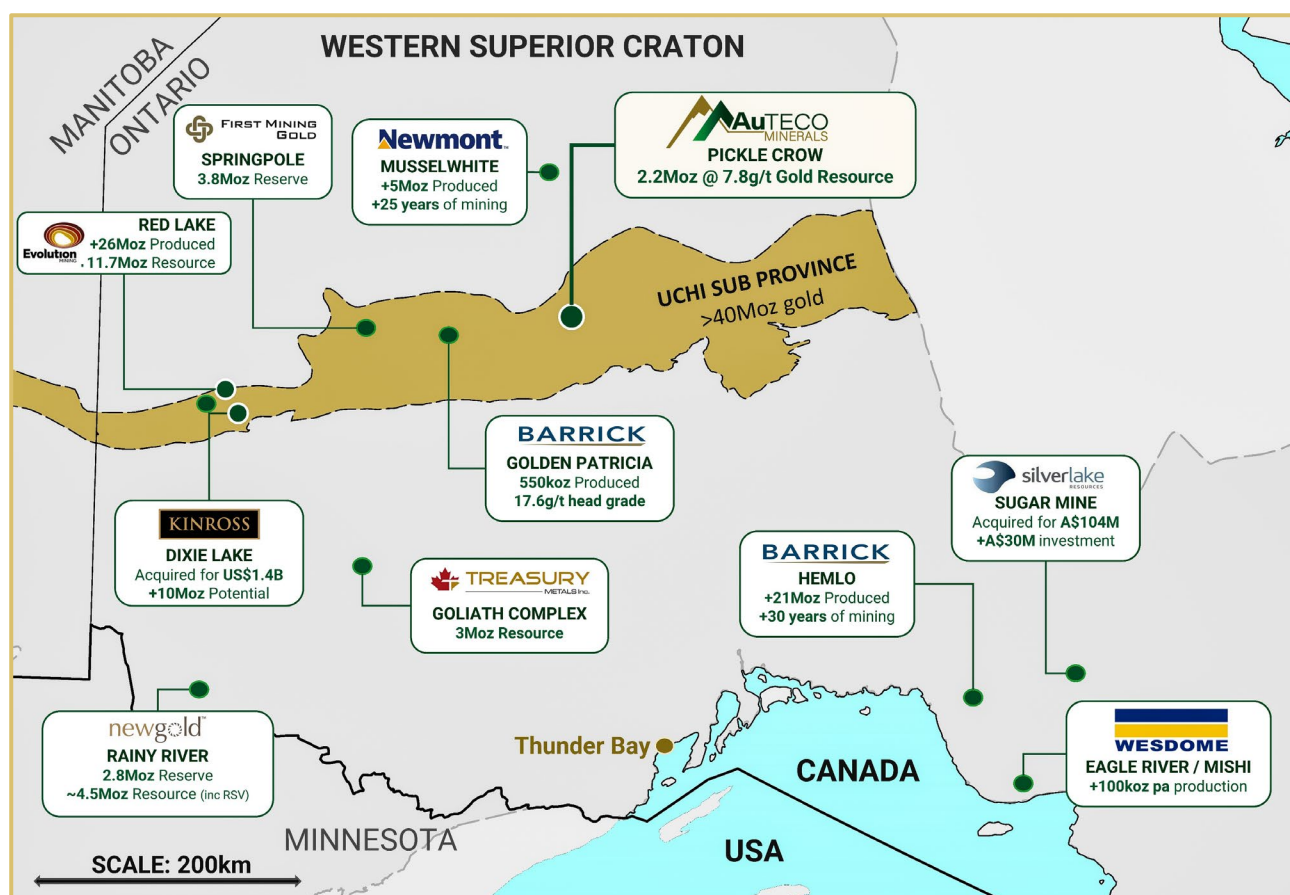 WESTERN SUPERIOR CRATON
MANITOBA
ONTARIO
FIRST MINING
GOLD
SPRINGPOLE
3.8Moz Reserve
Newmont™
MUSSELWHITE
+5Moz Produced
+25 years of mining
AuTECO
MINERALS
PICKLE CROW
2.2Moz @ 7.8g/t Gold Resource
Evolution
MINING
RED LAKE
+26Moz Produced
.11.7Moz Resource
UCHI SUB PROVINCE
>40Moz gold
BARRICK
GOLDEN PATRICIA
550koz Produced
17.6g/t head grade
silverlake
RESOURCES
SUGAR MINE
Acquired for A$104M
+A$30M investment
KINROSS
DIXIE LAKE
Acquired for US$1.4B
+10Moz Potential
BARRICK
HEMLO
+21Moz Produced
+30 years of mining
TREASURY
METALS Inc.
GOLIATH COMPLEX
3Moz Resource
newgold™
RAINY RIVER
2.8Moz Reserve
~4.5Moz Resource (inc RSV)
Thunder Bay
WESDOME
EAGLE RIVER / MISHI
+100koz pa production
CANADA
USA
MINNESOTA
SCALE: 200km